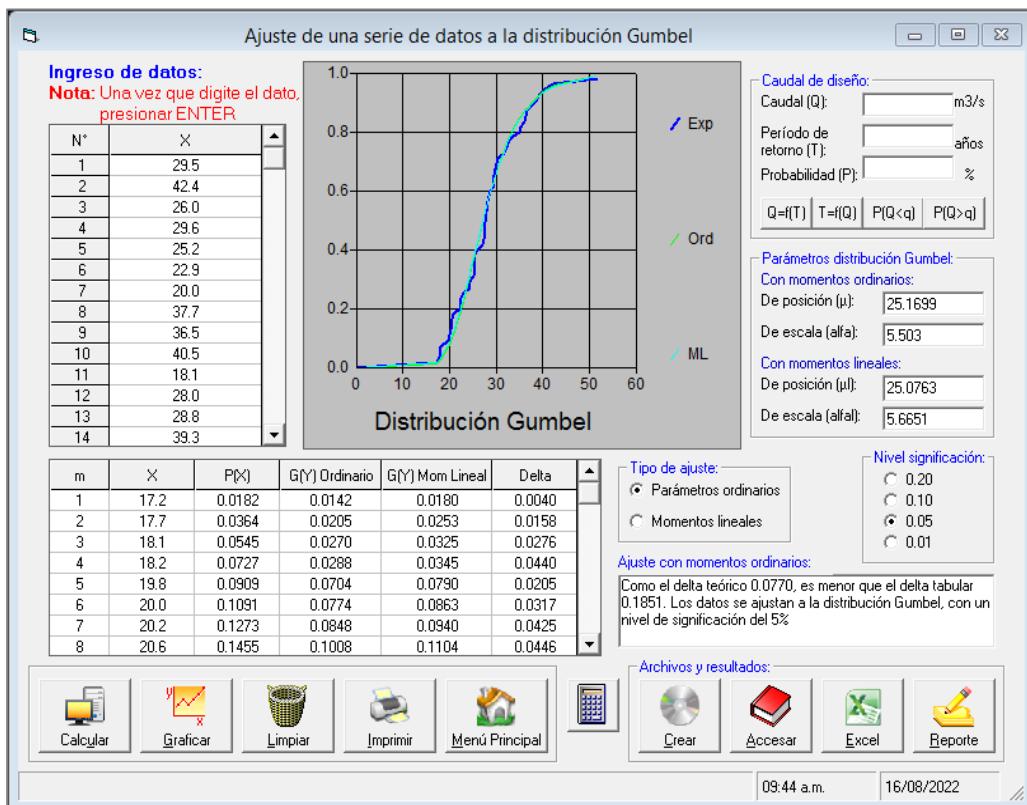 Ajuste de una serie de datos a la distribución Gumbel
Ingreso de datos:
Nota: Una vez que digite el dato,
presionar ENTER
N° X
1 29.5
2 42.4
3 26.0
4 29.6
5 25.2
6 22.9
7 20.0
8 37.7
9 36.5
10 40.5
11 18.1
12 28.0
13 28.8
14 39.3
1.0
0.8
0.6
0.4
0.2
0.0
0 10 20 30 40 50 60
Exp
Ord
ML
Distribución Gumbel
Caudal de diseño:
Caudal (Q): m3/s
Período de
retorno (T): años
Probabilidad (P): %
Q=f(T) T=f(Q) P(Q<q) P(Q>q)
Parámetros distribución Gumbel:
Con momentos ordinarios:
De posición (μ): 25.1699
De escala (alfa): 5.503
Con momentos lineales:
De posición (μl): 25.0763
De escala (alfal): 5.6651
m X P(X) G(Y) Ordinario G(Y) Mom Lineal Delta
1 17.2 0.0182 0.0142 0.0180 0.0040
2 17.7 0.0364 0.0205 0.0253 0.0158
3 18.1 0.0545 0.0270 0.0325 0.0276
4 18.2 0.0727 0.0288 0.0345 0.0440
5 19.8 0.0909 0.0704 0.0790 0.0205
6 20.0 0.1091 0.0774 0.0863 0.0317
7 20.2 0.1273 0.0848 0.0940 0.0425
8 20.6 0.1455 0.1008 0.1104 0.0446
Tipo de ajuste:
Parámetros ordinarios
Momentos lineales
Nivel significación:
0.20
0.10
0.05
0.01
Ajuste con momentos ordinarios:
Como el delta teórico 0.0770, es menor que el delta tabular
0.1851. Los datos se ajustan a la distribución Gumbel, con un
nivel de significación del 5%
Calcular Graficar Limpiar Imprimir Menú Principal
Archivos y resultados:
Crear Accesar Excel Reporte
09:44 a.m. 16/08/2022